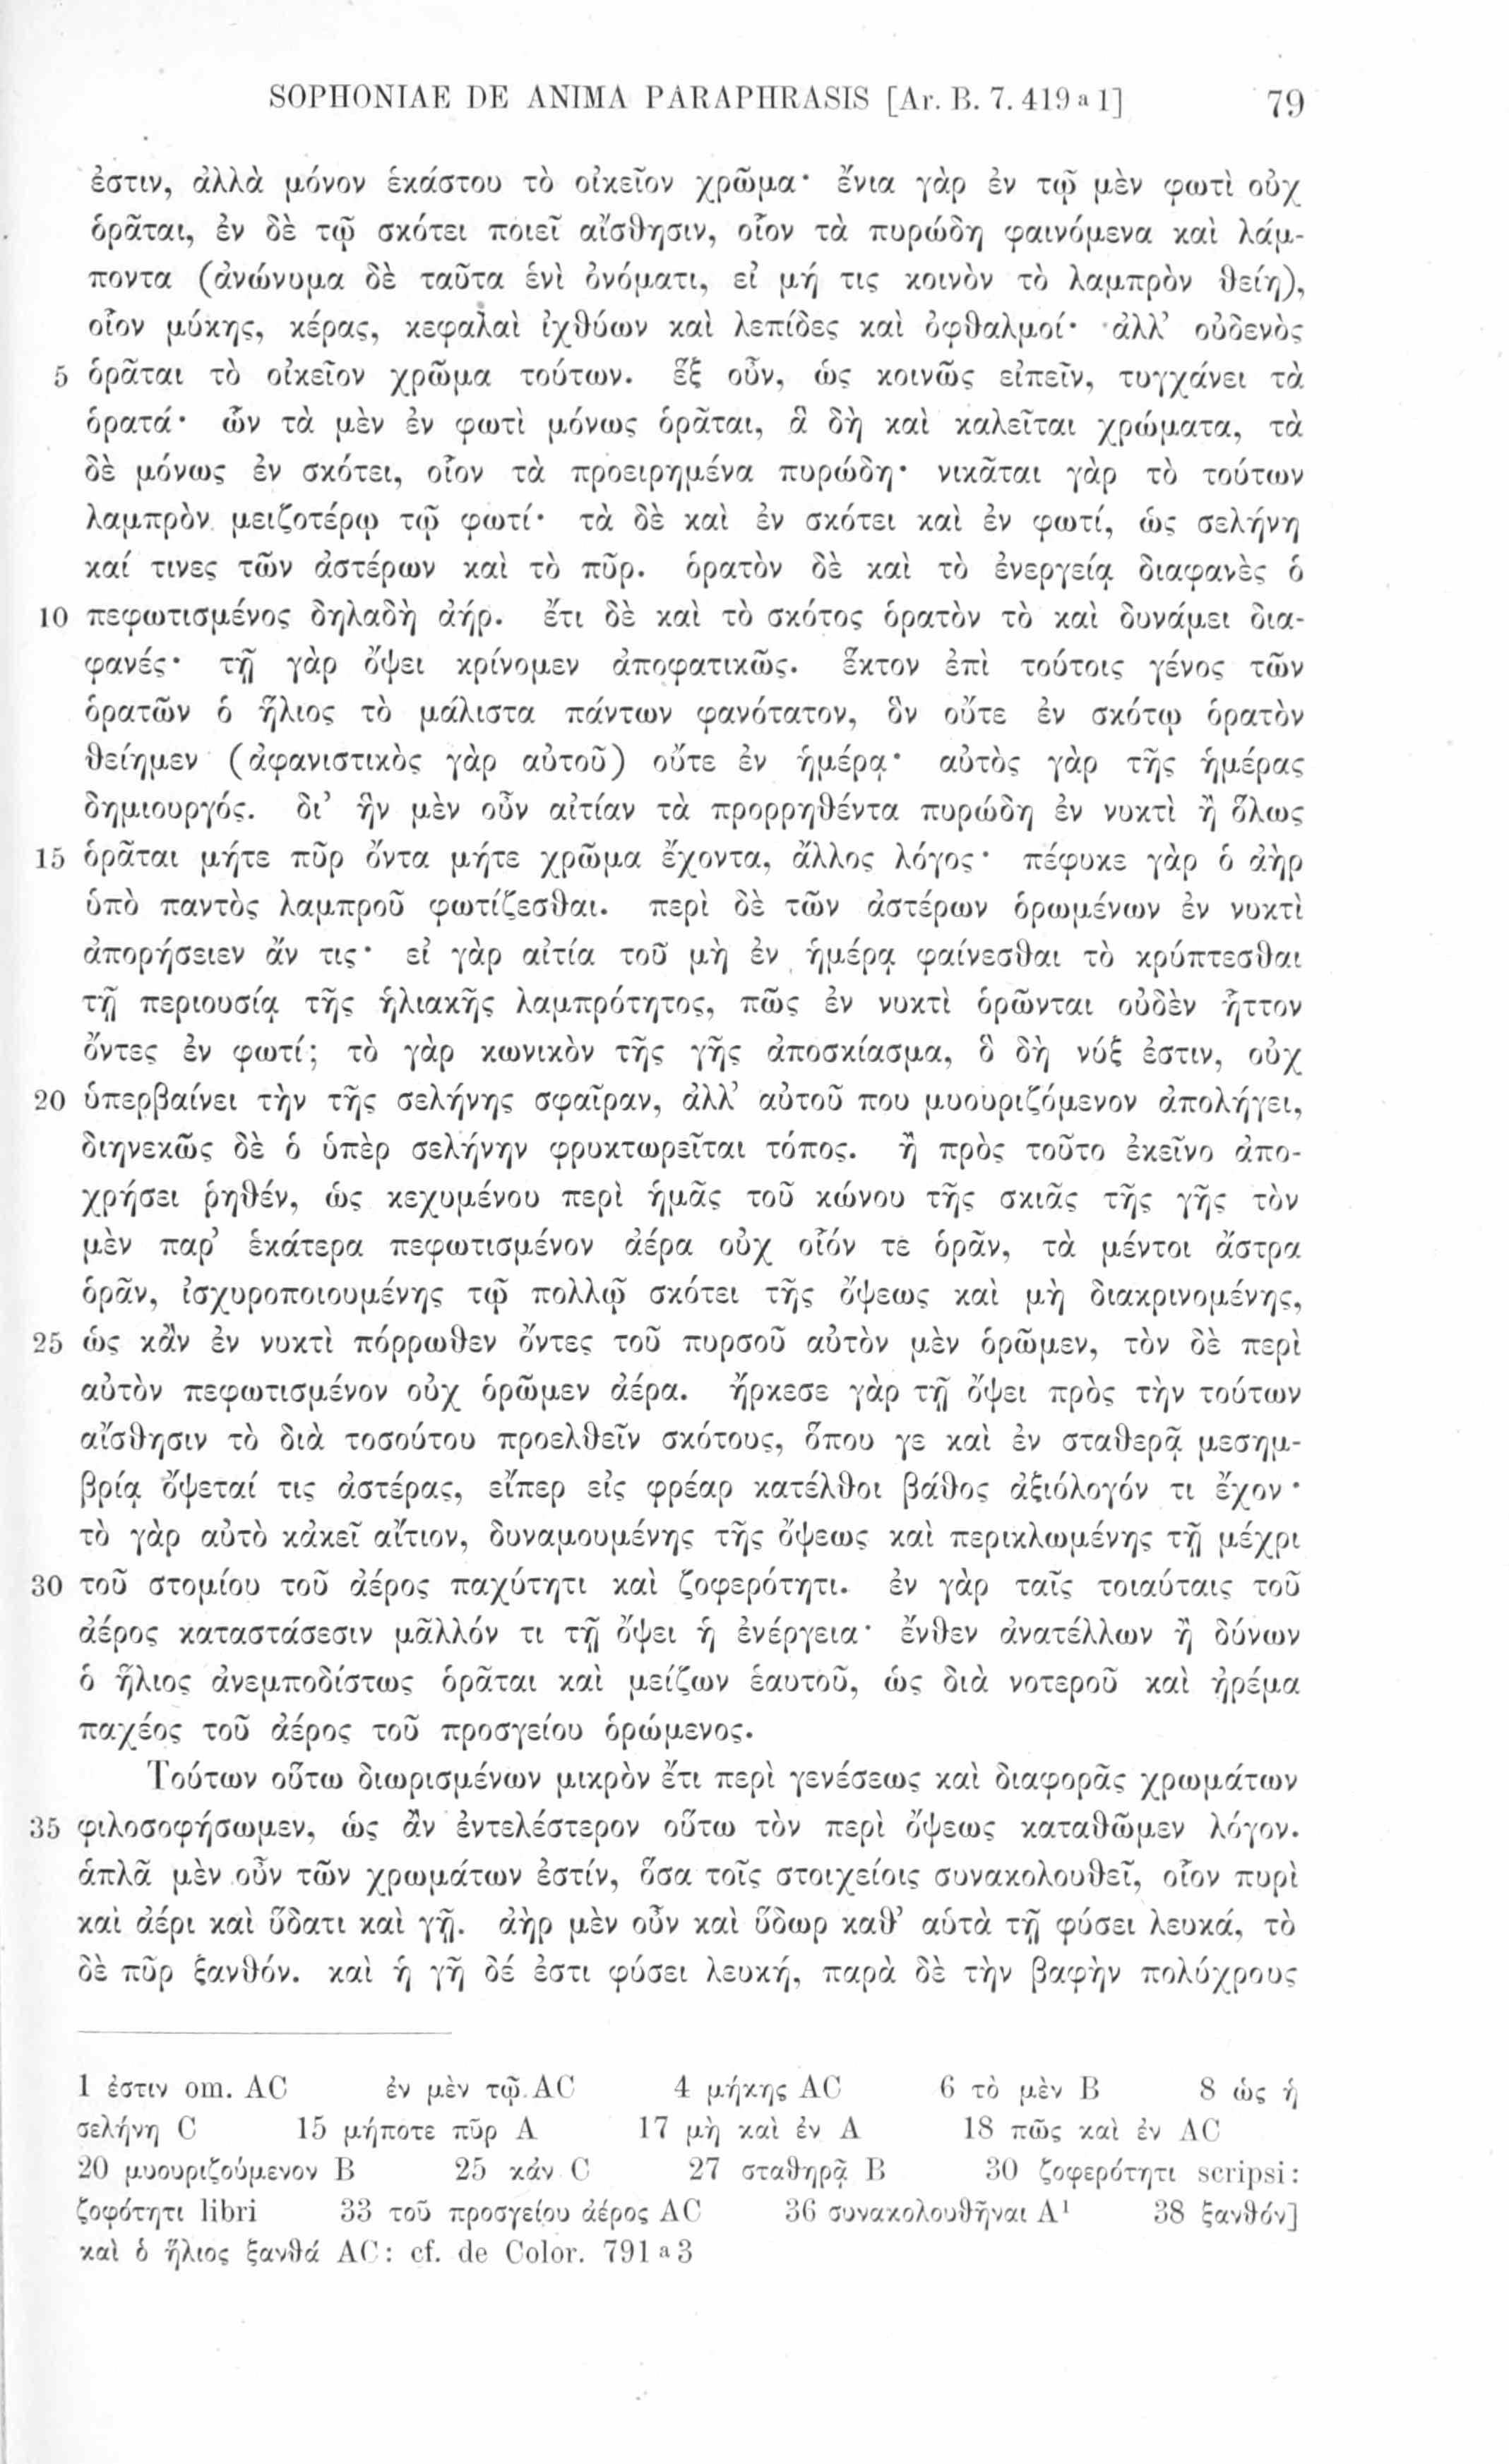 SOPHONIAE DE ANIMA PARAPHRASIS [Ar. B. 7. 419 a 1] 79
ἐστιν, ἀλλὰ μόνον ἑκάστου τὸ οἰκεῖον χρῶμα· ἔνια γὰρ ἐν τῷ μὲν φωτὶ οὐχ
ὁρᾶται, ἐν δὲ τῷ σκότει ποιεῖ αἴσθησιν, οἷον τὰ πυρώδη φαινόμενα καὶ λάμ-
ποντα (ἀνώνυμα δὲ ταῦτα ἑνὶ ὀνόματι, εἰ μή τις κοινὸν τὸ λαμπρὸν θείη),
οἷον μύκης, κέρας, κεφαλαὶ ἰχθύων καὶ λεπίδες καὶ ὀφθαλμοί· ἀλλ’ οὐδενὸς
5 ὁρᾶται τὸ οἰκεῖον χρῶμα τούτων. ἓξ οὖν, ὡς κοινῶς εἰπεῖν, τυγχάνει τὰ
ὁρατά· ὧν τὰ μὲν ἐν φωτὶ μόνως ὁρᾶται, ἃ δὴ καὶ καλεῖται χρώματα, τὰ
δὲ μόνως ἐν σκότει, οἷον τὰ προειρημένα πυρώδη· νικᾶται γὰρ τὸ τούτων
λαμπρὸν μειζοτέρῳ τῷ φωτί· τὰ δὲ καὶ ἐν σκότει καὶ ἐν φωτί, ὡς σελήνη
καί τινες τῶν ἀστέρων καὶ τὸ πῦρ. ὁρατὸν δὲ καὶ τὸ ἐνεργείᾳ διαφανὲς ὁ
10 πεφωτισμένος δηλαδὴ ἀήρ. ἔτι δὲ καὶ τὸ σκότος ὁρατὸν τὸ καὶ δυνάμει δια-
φανές· τῇ γὰρ ὄψει κρίνομεν ἀποφατικῶς. ἕκτον ἐπὶ τούτοις γένος τῶν
ὁρατῶν ὁ ἥλιος τὸ μάλιστα πάντων φανότατον, ὃν οὔτε ἐν σκότῳ ὁρατὸν
θείημεν (ἀφανιστικὸς γὰρ αὐτοῦ) οὔτε ἐν ἡμέρᾳ· αὐτὸς γὰρ τῆς ἡμέρας
δημιουργός. δι’ ἣν μὲν οὖν αἰτίαν τὰ προρρηθέντα πυρώδη ἐν νυκτὶ ἢ ὅλως
15 ὁρᾶται μήτε πῦρ ὄντα μήτε χρῶμα ἔχοντα, ἄλλος λόγος· πέφυκε γὰρ ὁ ἀὴρ
ὑπὸ παντὸς λαμπροῦ φωτίζεσθαι. περὶ δὲ τῶν ἀστέρων ὁρωμένων ἐν νυκτὶ
ἀπορήσειεν ἄν τις· εἰ γὰρ αἰτία τοῦ μὴ ἐν ἡμέρᾳ φαίνεσθαι τὸ κρύπτεσθαι
τῇ περιουσίᾳ τῆς ἡλιακῆς λαμπρότητος, πῶς ἐν νυκτὶ ὁρῶνται οὐδὲν ἧττον
ὄντες ἐν φωτί; τὸ γὰρ κωνικὸν τῆς γῆς ἀποσκίασμα, ὃ δὴ νύξ ἐστιν, οὐχ
20 ὑπερβαίνει τὴν τῆς σελήνης σφαῖραν, ἀλλ’ αὐτοῦ που μυουριζόμενον ἀπολήγει,
διηνεκῶς δὲ ὁ ὑπὲρ σελήνην φρυκτωρεῖται τόπος. ἢ πρὸς τοῦτο ἐκεῖνο ἀπο-
χρήσει ῥηθέν, ὡς κεχυμένου περὶ ἡμᾶς τοῦ κώνου τῆς σκιᾶς τῆς γῆς τὸν
μὲν παρ’ ἑκάτερα πεφωτισμένον ἀέρα οὐχ οἷόν τε ὁρᾶν, τὰ μέντοι ἄστρα
ὁρᾶν, ἰσχυροποιουμένης τῷ πολλῷ σκότει τῆς ὄψεως καὶ μὴ διακρινομένης,
25 ὡς κἂν ἐν νυκτὶ πόρρωθεν ὄντες τοῦ πυρσοῦ αὐτὸν μὲν ὁρῶμεν, τὸν δὲ περὶ
αὐτὸν πεφωτισμένον οὐχ ὁρῶμεν ἀέρα. ἤρκεσε γὰρ τῇ ὄψει πρὸς τὴν τούτων
αἴσθησιν τὸ διὰ τοσούτου προελθεῖν σκότους, ὅπου γε καὶ ἐν σταθερᾷ μεσημ-
βρίᾳ ὄψεταί τις ἀστέρας, εἴπερ εἰς φρέαρ κατέλθοι βάθος ἀξιόλογόν τι ἔχον·
τὸ γὰρ αὐτὸ κἀκεῖ αἴτιον, δυναμουμένης τῆς ὄψεως καὶ περικλωμένης τῇ μέχρι
30 τοῦ στομίου τοῦ ἀέρος παχύτητι καὶ ζοφερότητι. ἐν γὰρ ταῖς τοιαύταις τοῦ
ἀέρος καταστάσεσιν μᾶλλόν τι τῇ ὄψει ἡ ἐνέργεια· ἔνθεν ἀνατέλλων ἢ δύνων
ὁ ἥλιος ἀνεμποδίστως ὁρᾶται καὶ μείζων ἑαυτοῦ, ὡς διὰ νοτεροῦ καὶ ἠρέμα
παχέος τοῦ ἀέρος τοῦ προσγείου ὁρώμενος.
Τούτων οὕτω διωρισμένων μικρὸν ἔτι περὶ γενέσεως καὶ διαφορᾶς χρωμάτων
35 φιλοσοφήσωμεν, ὡς ἂν ἐντελέστερον οὕτω τὸν περὶ ὄψεως καταθῶμεν λόγον.
ἁπλᾶ μὲν οὖν τῶν χρωμάτων ἐστίν, ὅσα τοῖς στοιχείοις συνακολουθεῖ, οἷον πυρὶ
καὶ ἀέρι καὶ ὕδατι καὶ γῇ. ἀὴρ μὲν οὖν καὶ ὕδωρ καθ’ αὑτὰ τῇ φύσει λευκά, τὸ
δὲ πῦρ ξανθόν. καὶ ἡ γῆ δέ ἐστι φύσει λευκή, παρὰ δὲ τὴν βαφὴν πολύχρους
1 ἐστιν om. AC ἐν μὲν τῷ AC 4 μήκης AC 6 τὸ μὲν B 8 ὡς ἡ
σελήνη C 15 μήποτε πῦρ A 17 μὴ καὶ ἐν A 18 πῶς καὶ ἐν AC
20 μυουριζούμενον B 25 κἀν C 27 σταθηρᾷ B 30 ζοφερότητι scripsi:
ζοφότητι libri 33 τοῦ προσγείου ἀέρος AC 36 συνακολουθῆναι A¹ 38 ξανθόν]
καὶ ὁ ἥλιος ξανθά AC: cf. de Color. 791 a 3